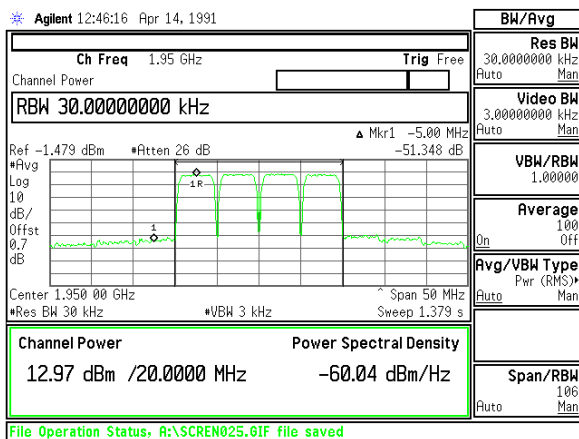 Agilent 12:46:16 Apr 14, 1991
BW/Avg
Ch Freq 1.95 GHz Trig Free
Channel Power
RBW 30.00000000 kHz
▵ Mkr1 -5.00 MHz
Ref -1.479 dBm #Atten 26 dB -51.348 dB
#Avg
Log
10
dB/
Offst
0.7
dB
1R
1
Center 1.950 00 GHz ^ Span 50 MHz
#Res BW 30 kHz #VBW 3 kHz Sweep 1.379 s
Channel Power Power Spectral Density
12.97 dBm /20.0000 MHz -60.04 dBm/Hz
Res BW
30.0000000 kHz
Auto Man
Video BW
3.00000000 kHz
Auto Man
VBW/RBW
1.00000
Average
100
On Off
Avg/VBW Type
Pwr (RMS)▸
Auto Man
Span/RBW
106
Auto Man
File Operation Status, A:\SCREN025.GIF file saved